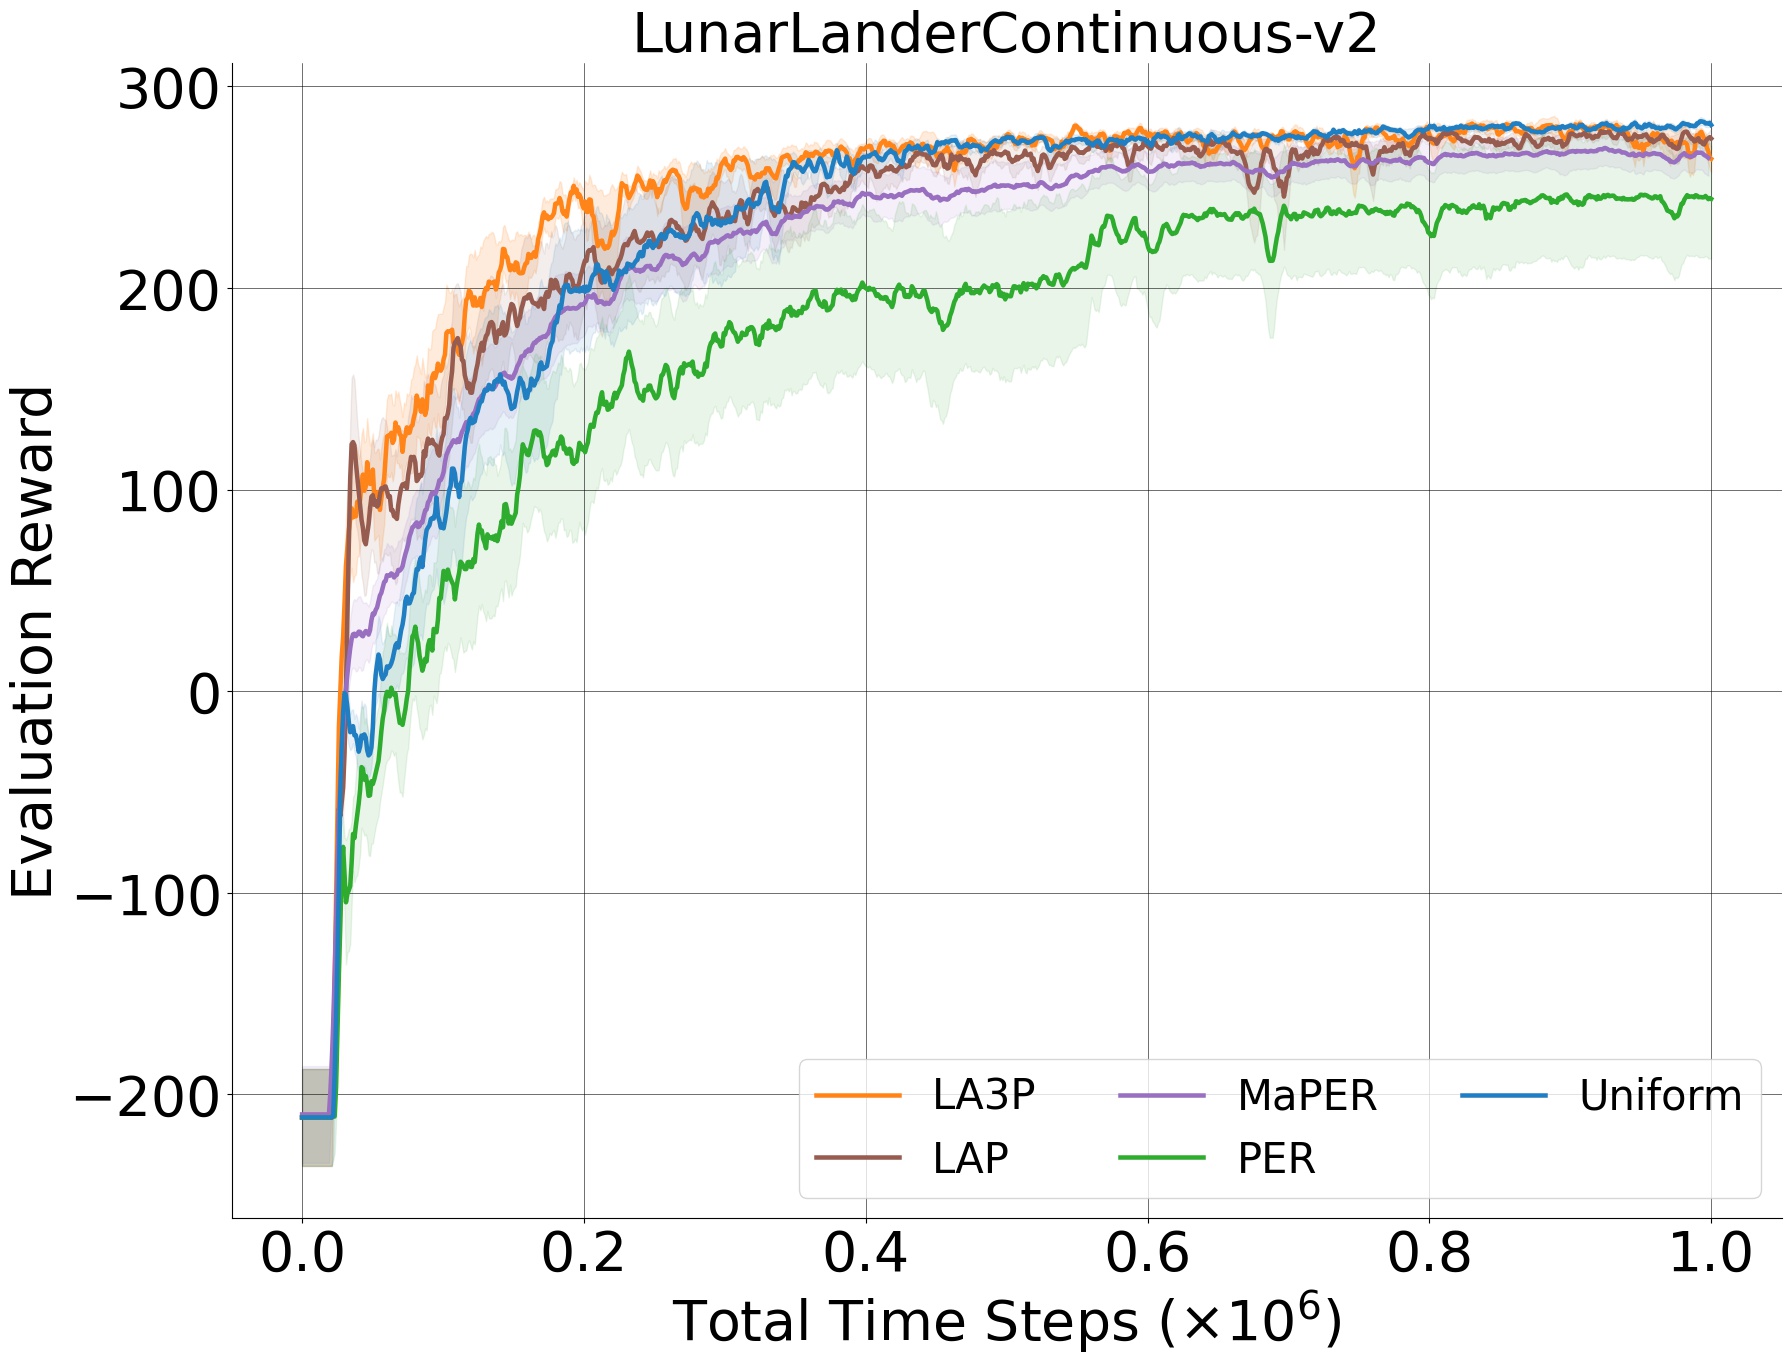 LunarLanderContinuous-v2
Evaluation Reward
300
200
100
0
−100
−200
0.0 0.2 0.4 0.6 0.8 1.0
Total Time Steps (×10⁶)
LA3P MaPER Uniform
LAP PER